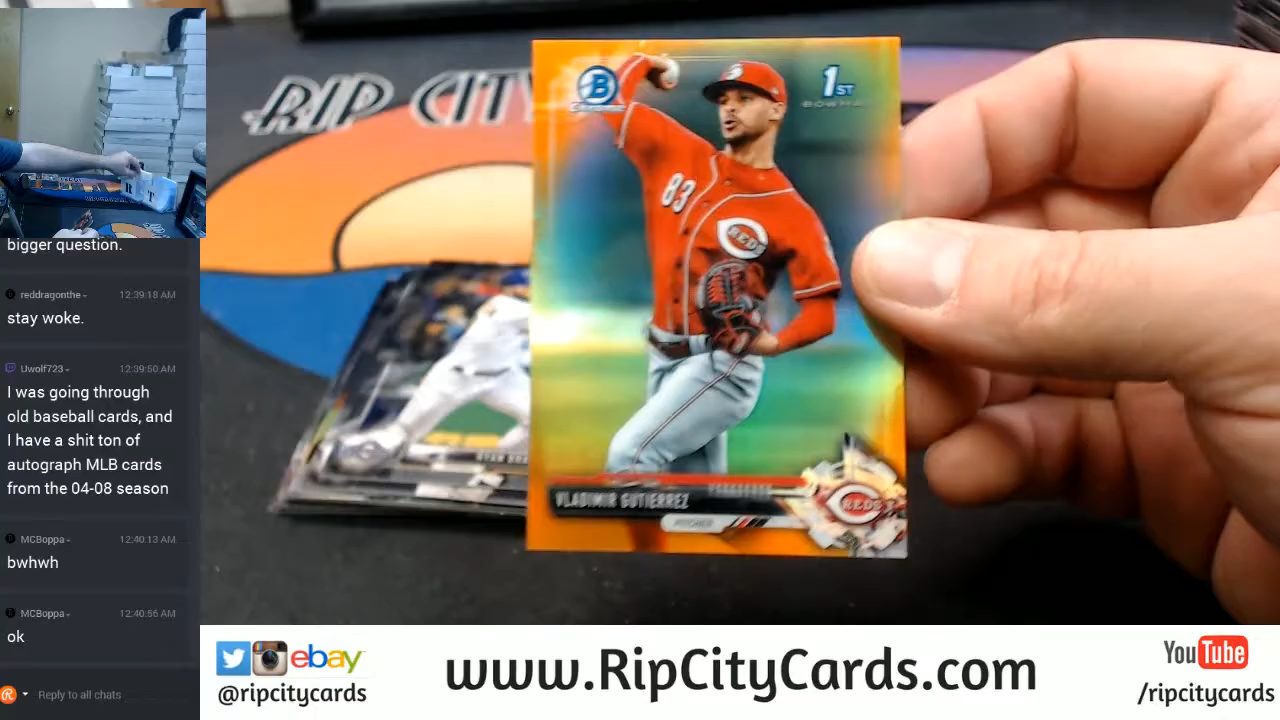 bigger question.
reddragonthe
12:39:18 AM
stay woke.
Uwolf723
12:39:50 AM
I was going through
old baseball cards, and
I have a shit ton of
autograph MLB cards
from the 04-08 season
MCBoppa
12:40:13 AM
bwhwh
MCBoppa
12:40:56 AM
ok
Reply to all chats
RIP CITY
B
1ST
BOWMAN
83
REDS
VLADIMIR GUTIERREZ
PITCHER
REDS
R T
ebay
@ripcitycards
www.RipCityCards.com
YouTube
/ripcitycards